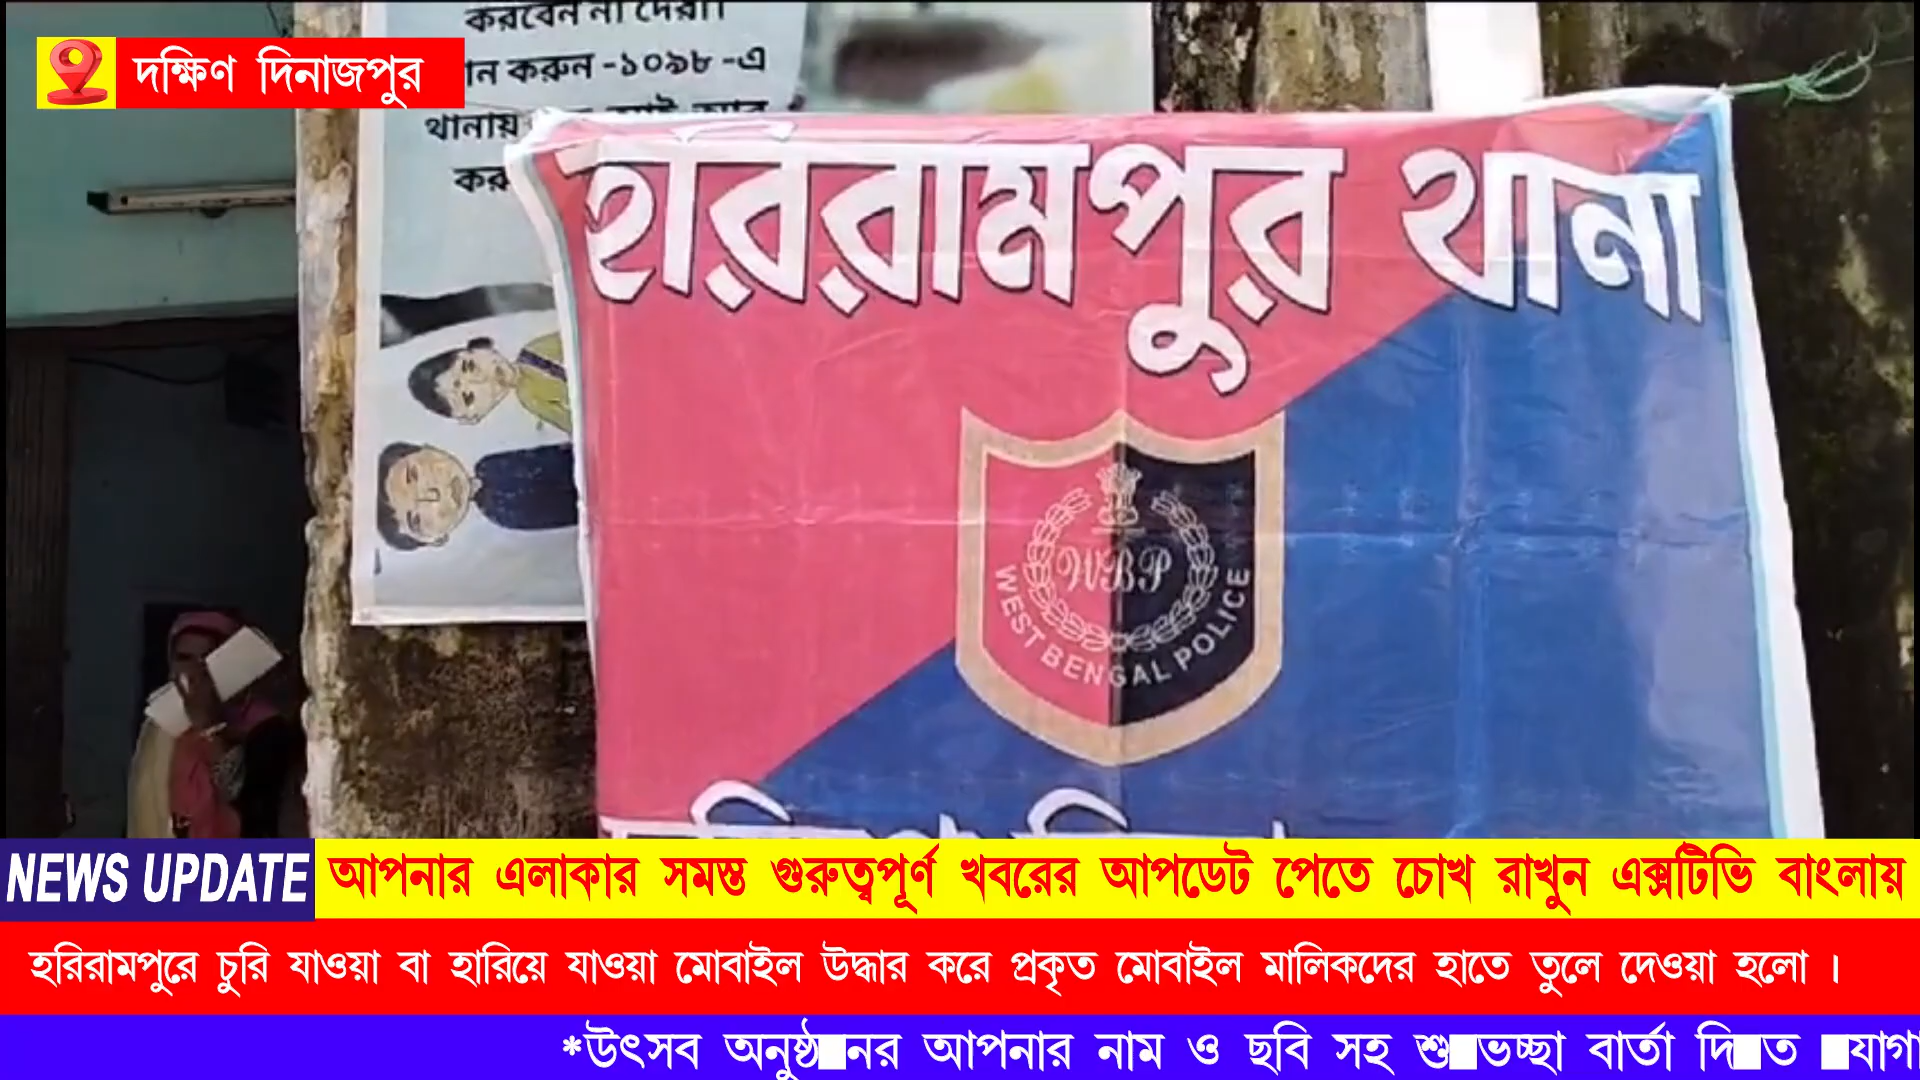 করবেন না দেরী।
দক্ষিণ দিনাজপুর
ন করুন -১০৯৮ -এ
থানায়
কর
হরিরামপুর থানা
WBP
WEST BENGAL POLICE
NEWS UPDATE
আপনার এলাকার সমস্ত গুরুত্বপূর্ণ খবরের আপডেট পেতে চোখ রাখুন এক্সটিভি বাংলায়
হরিরামপুরে চুরি যাওয়া বা হারিয়ে যাওয়া মোবাইল উদ্ধার করে প্রকৃত মোবাইল মালিকদের হাতে তুলে দেওয়া হলো ।
*উৎসব আপনার নাম ও ছবি সহ বার্তা